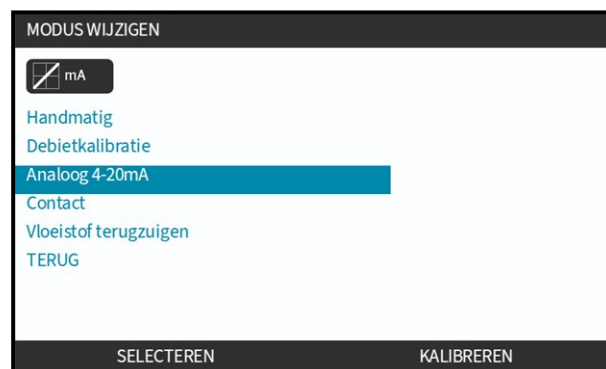 MODUS WIJZIGEN
mA
Handmatig
Debietkalibratie
Analoog 4-20mA
Contact
Vloeistof terugzuigen
TERUG
SELECTEREN KALIBREREN